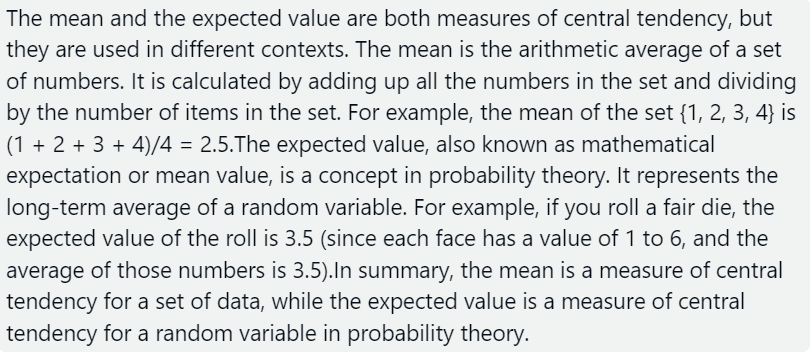 The mean and the expected value are both measures of central tendency, but
they are used in different contexts. The mean is the arithmetic average of a set
of numbers. It is calculated by adding up all the numbers in the set and dividing
by the number of items in the set. For example, the mean of the set {1, 2, 3, 4} is
(1 + 2 + 3 + 4)/4 = 2.5.The expected value, also known as mathematical
expectation or mean value, is a concept in probability theory. It represents the
long-term average of a random variable. For example, if you roll a fair die, the
expected value of the roll is 3.5 (since each face has a value of 1 to 6, and the
average of those numbers is 3.5).In summary, the mean is a measure of central
tendency for a set of data, while the expected value is a measure of central
tendency for a random variable in probability theory.